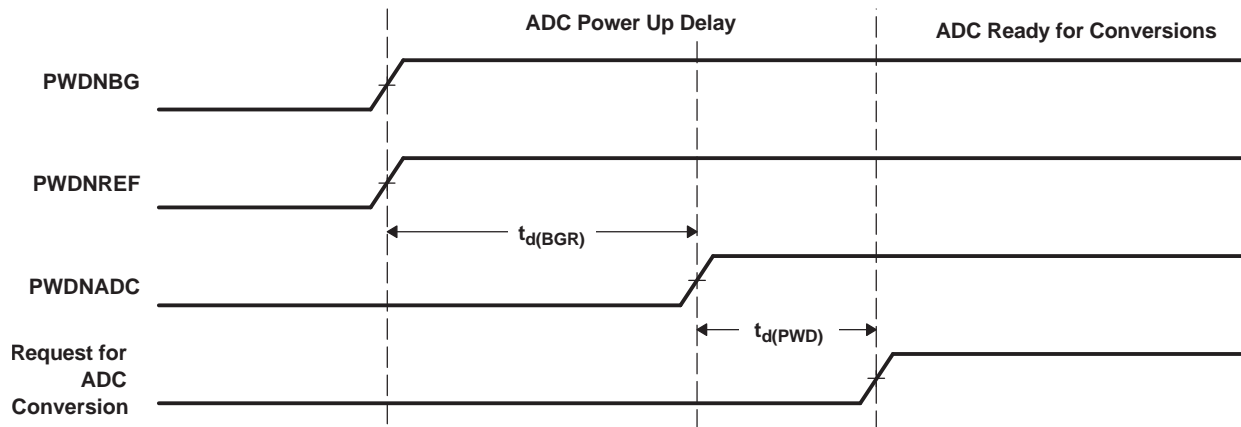 ADC Power Up Delay
ADC Ready for Conversions
PWDNBG
PWDNREF
td(BGR)
PWDNADC
td(PWD)
Request for
ADC
Conversion